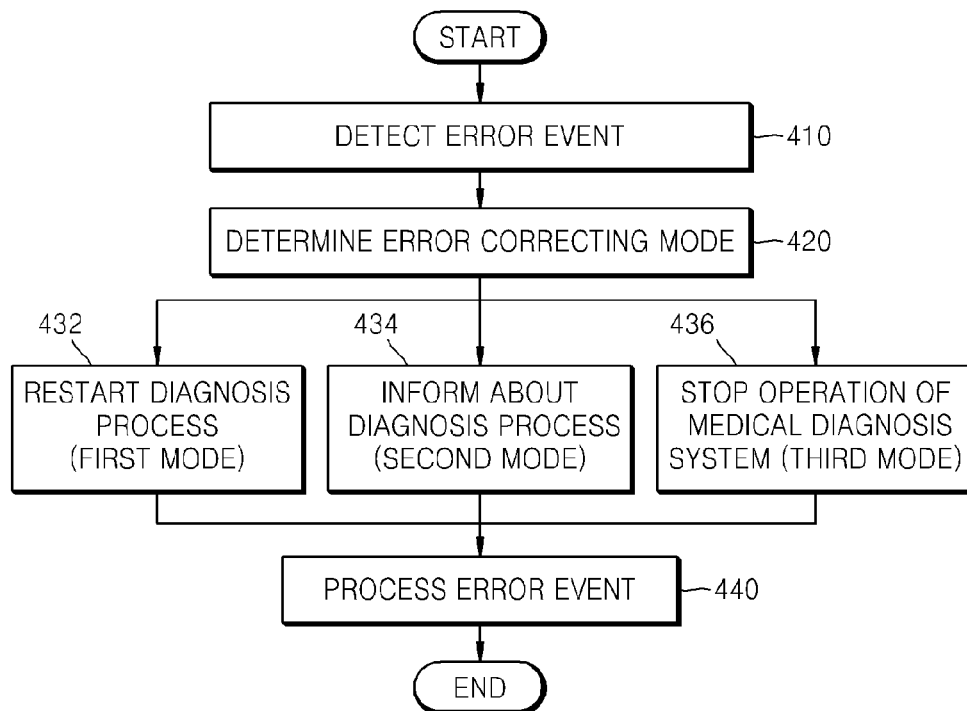 START
DETECT ERROR EVENT
410
DETERMINE ERROR CORRECTING MODE
420
432
RESTART DIAGNOSIS
PROCESS
(FIRST MODE)
434
INFORM ABOUT
DIAGNOSIS PROCESS
(SECOND MODE)
436
STOP OPERATION OF
MEDICAL DIAGNOSIS
SYSTEM (THIRD MODE)
PROCESS ERROR EVENT
440
END